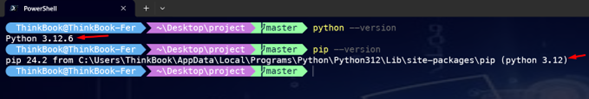 PowerShell
ThinkBook@ThinkBook-Fer ~\Desktop\project master python --version
Python 3.12.6
ThinkBook@ThinkBook-Fer ~\Desktop\project master pip --version
pip 24.2 from C:\Users\ThinkBook\AppData\Local\Programs\Python\Python312\Lib\site-packages\pip (python 3.12)
ThinkBook@ThinkBook-Fer ~\Desktop\project master